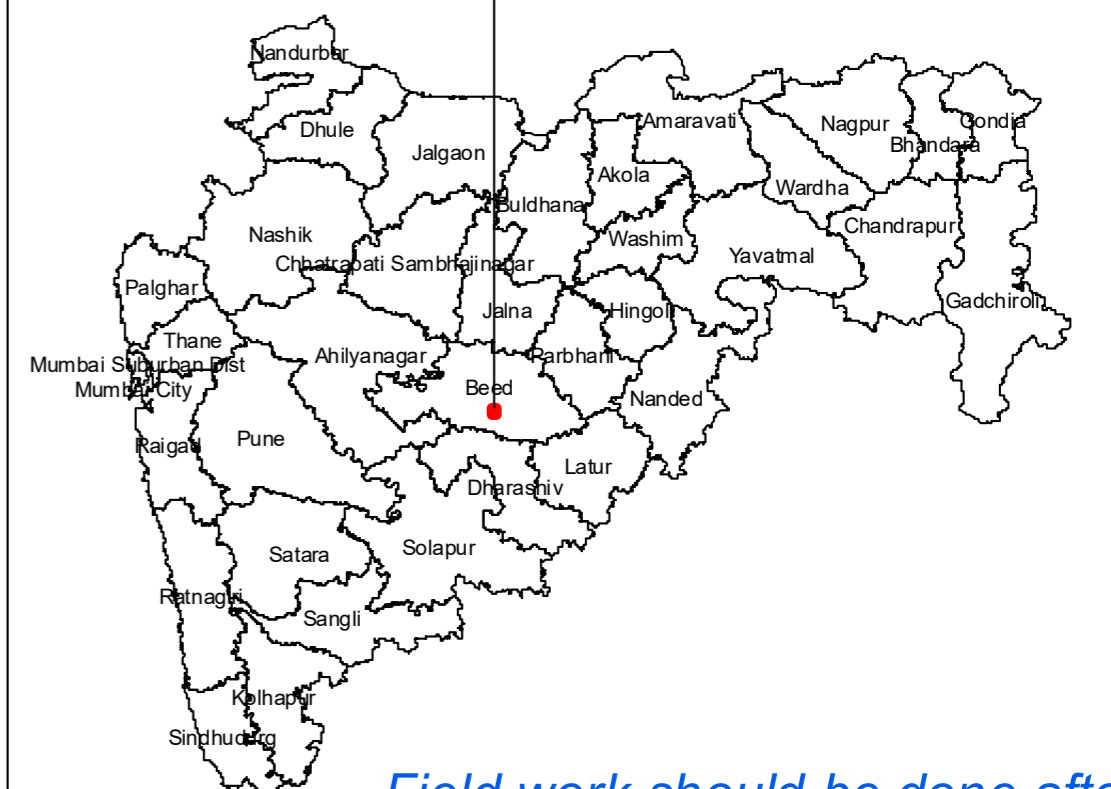 Nandurbar
Dhule
Jalgaon
Amaravati
Nagpur
Gondia
Bhandara
Akola
Wardha
Buldhana
Nashik
Washim
Chandrapur
Yavatmal
Chhatrapati Sambhajinagar
Palghar
Jalna
Hingoli
Gadchiroli
Thane
Ahilyanagar
Parbhani
Mumbai Suburban Dist
Mumbai City
Beed
Nanded
Raigad
Pune
Latur
Dharashiv
Satara
Solapur
Ratnagiri
Sangli
Kolhapur
Sindhudurg
Field work should be done afte